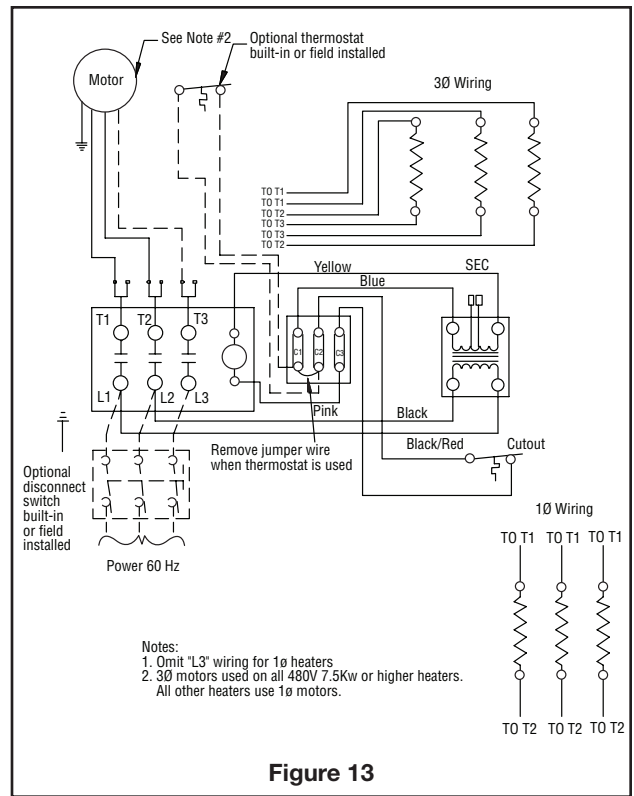 See Note #2
Optional thermostat
built-in or field installed
Motor
3Ø Wiring
TO T1
TO T1
TO T2
TO T3
TO T3
TO T2
Yellow
SEC
Blue
T1 T2 T3
C1 C2 C3
L1 L2 L3
Pink
Black
Remove jumper wire
when thermostat is used
Black/Red
Cutout
Optional
disconnect
switch
built-in
or field
installed
Power 60 Hz
1Ø Wiring
TO T1 TO T1 TO T1
TO T2 TO T2 TO T2
Notes:
1. Omit "L3" wiring for 1ø heaters
2. 3Ø motors used on all 480V 7.5Kw or higher heaters.
All other heaters use 1ø motors.
Figure 13